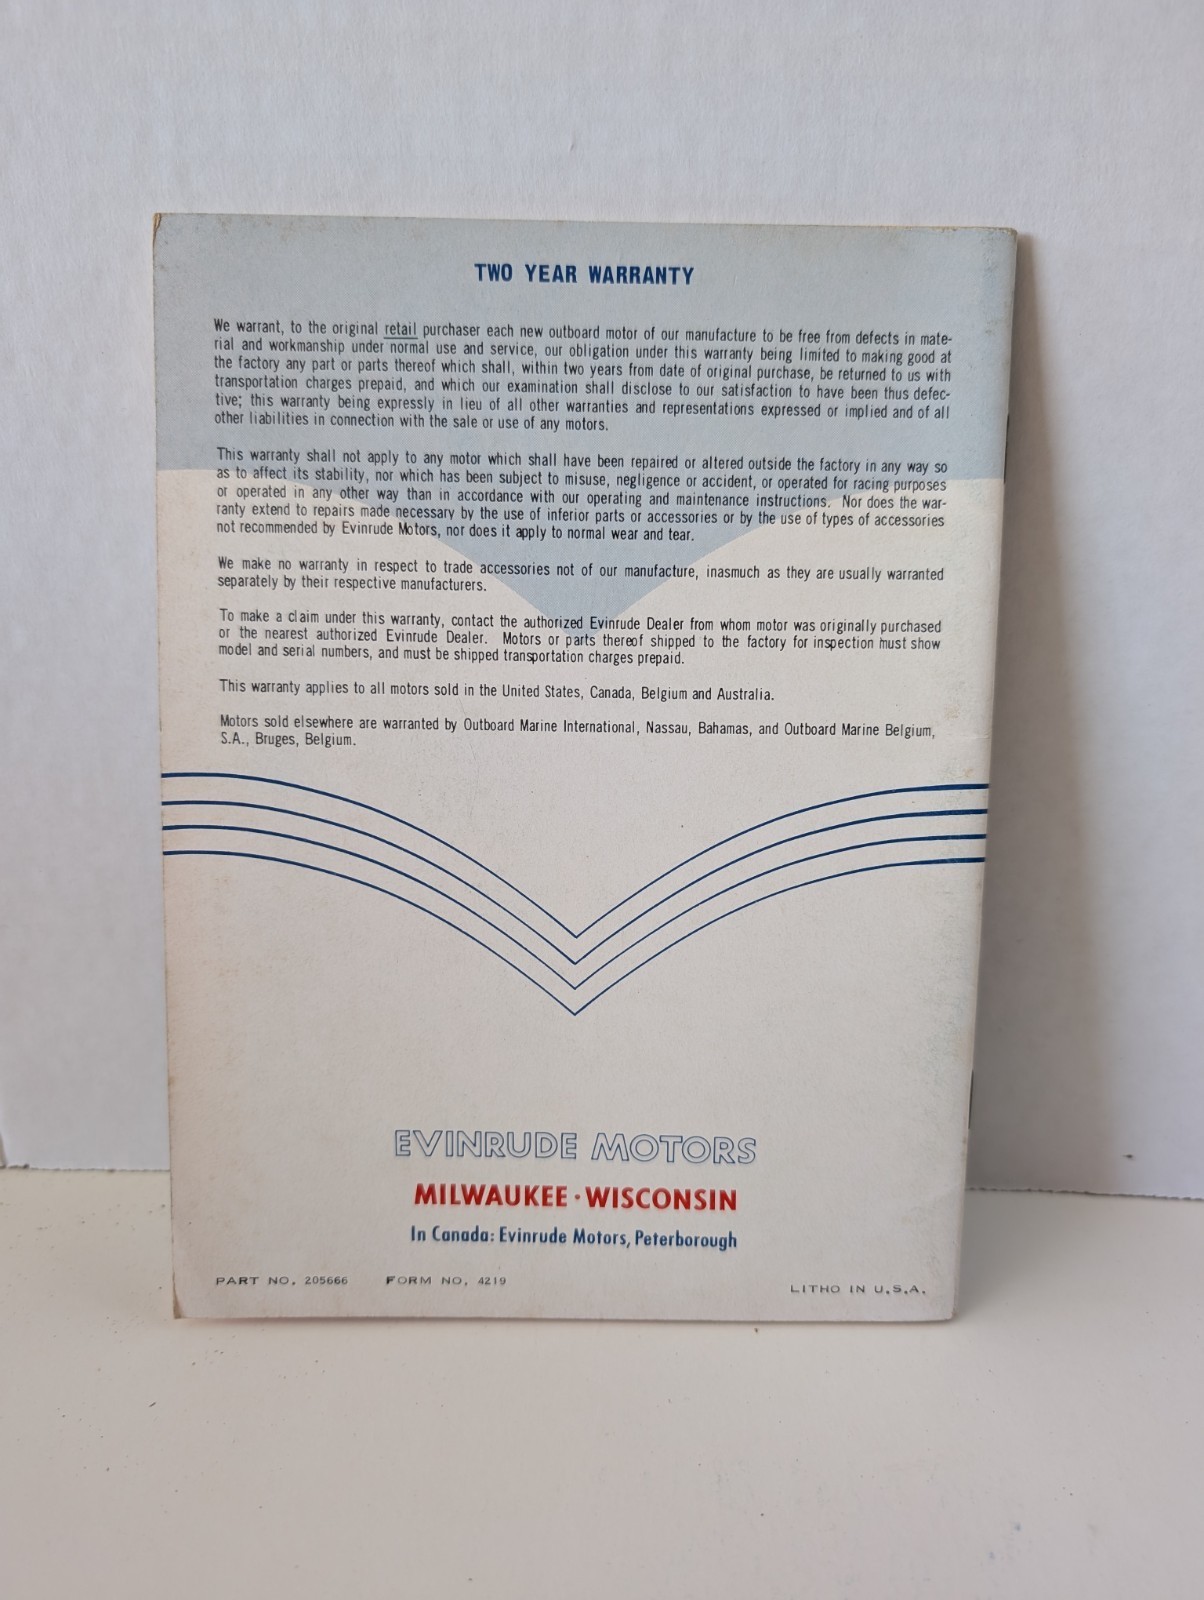 TWO YEAR WARRANTY
We warrant, to the original retail purchaser each new outboard motor of our manufacture to be free from defects in mate-
rial and workmanship under normal use and service, our obligation under this warranty being limited to making good at
the factory any part or parts thereof which shall, within two years from date of original purchase, be returned to us with
transportation charges prepaid, and which our examination shall disclose to our satisfaction to have been thus defec-
tive; this warranty being expressly in lieu of all other warranties and representations expressed or implied and of all
other liabilities in connection with the sale or use of any motors.
This warranty shall not apply to any motor which shall have been repaired or altered outside the factory in any way so
as to affect its stability, nor which has been subject to misuse, negligence or accident, or operated for racing purposes
or operated in any other way than in accordance with our operating and maintenance instructions. Nor does the war-
ranty extend to repairs made necessary by the use of inferior parts or accessories or by the use of types of accessories
not recommended by Evinrude Motors, nor does it apply to normal wear and tear.
We make no warranty in respect to trade accessories not of our manufacture, inasmuch as they are usually warranted
separately by their respective manufacturers.
To make a claim under this warranty, contact the authorized Evinrude Dealer from whom motor was originally purchased
or the nearest authorized Evinrude Dealer. Motors or parts thereof shipped to the factory for inspection must show
model and serial numbers, and must be shipped transportation charges prepaid.
This warranty applies to all motors sold in the United States, Canada, Belgium and Australia.
Motors sold elsewhere are warranted by Outboard Marine International, Nassau, Bahamas, and Outboard Marine Belgium,
S.A., Bruges, Belgium.
EVINRUDE MOTORS
MILWAUKEE · WISCONSIN
In Canada: Evinrude Motors, Peterborough
PART NO. 205666 FORM NO. 4219 LITHO IN U.S.A.